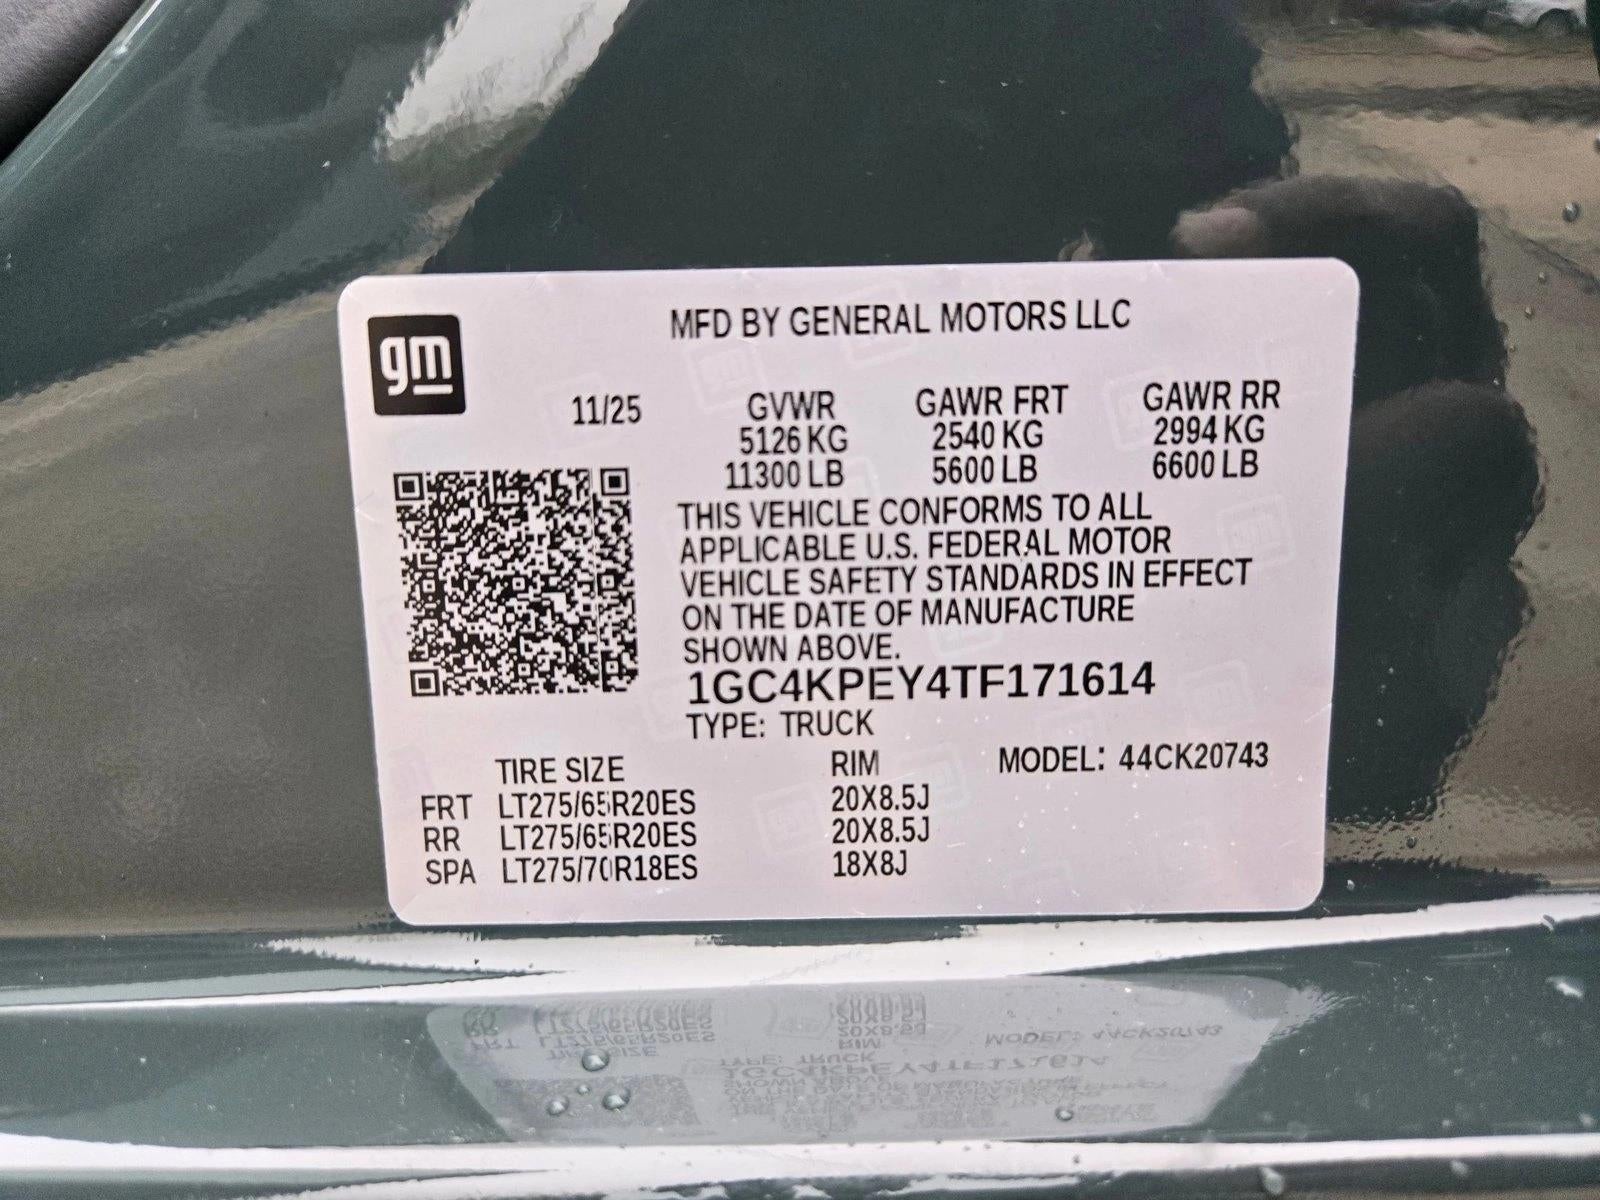 gm
MFD BY GENERAL MOTORS LLC
11/25 GVWR GAWR FRT GAWR RR
5126 KG 2540 KG 2994 KG
11300 LB 5600 LB 6600 LB
THIS VEHICLE CONFORMS TO ALL
APPLICABLE U.S. FEDERAL MOTOR
VEHICLE SAFETY STANDARDS IN EFFECT
ON THE DATE OF MANUFACTURE
SHOWN ABOVE.
1GC4KPEY4TF171614
TYPE: TRUCK
TIRE SIZE RIM MODEL: 44CK20743
FRT LT275/65R20ES 20X8.5J
RR LT275/65R20ES 20X8.5J
SPA LT275/70R18ES 18X8J